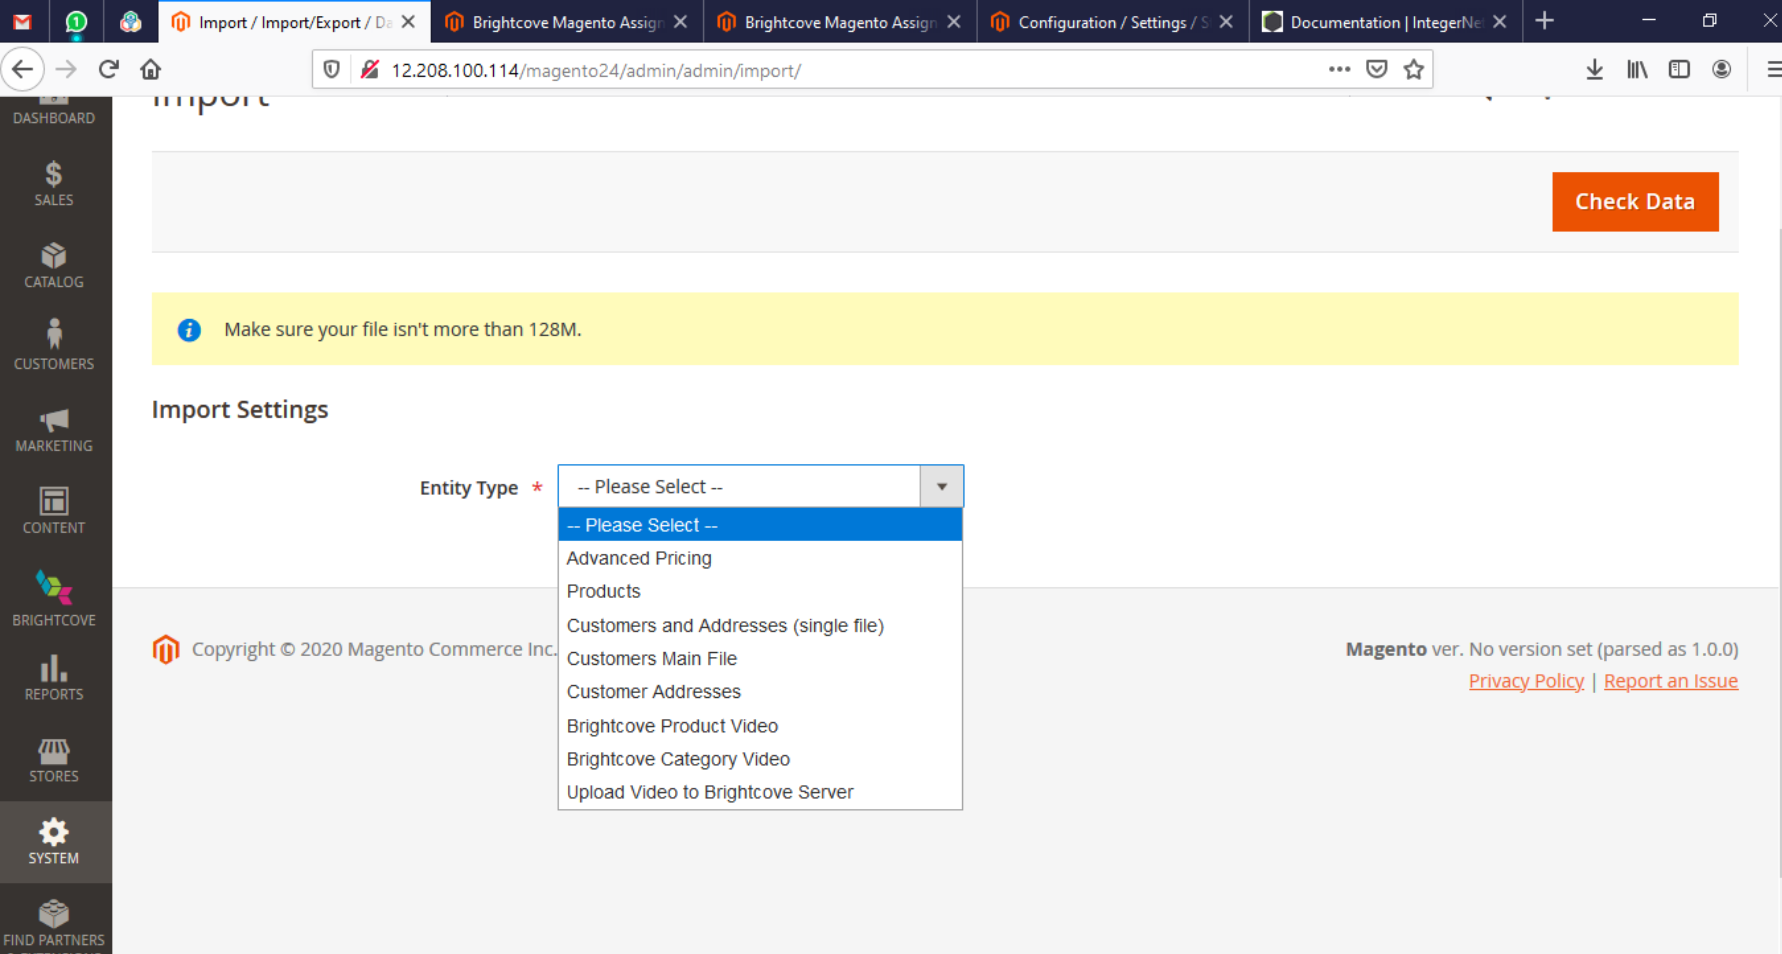 Import / Import/Export / Da
Brightcove Magento Assign
Brightcove Magento Assign
Configuration / Settings / S
Documentation | IntegerNe
12.208.100.114/magento24/admin/admin/import/
Import
DASHBOARD
SALES
CATALOG
CUSTOMERS
MARKETING
CONTENT
BRIGHTCOVE
REPORTS
STORES
SYSTEM
FIND PARTNERS
Check Data
Make sure your file isn't more than 128M.
Import Settings
Entity Type *
-- Please Select --
-- Please Select --
Advanced Pricing
Products
Customers and Addresses (single file)
Customers Main File
Customer Addresses
Brightcove Product Video
Brightcove Category Video
Upload Video to Brightcove Server
Copyright © 2020 Magento Commerce Inc.
Magento ver. No version set (parsed as 1.0.0)
Privacy Policy | Report an Issue